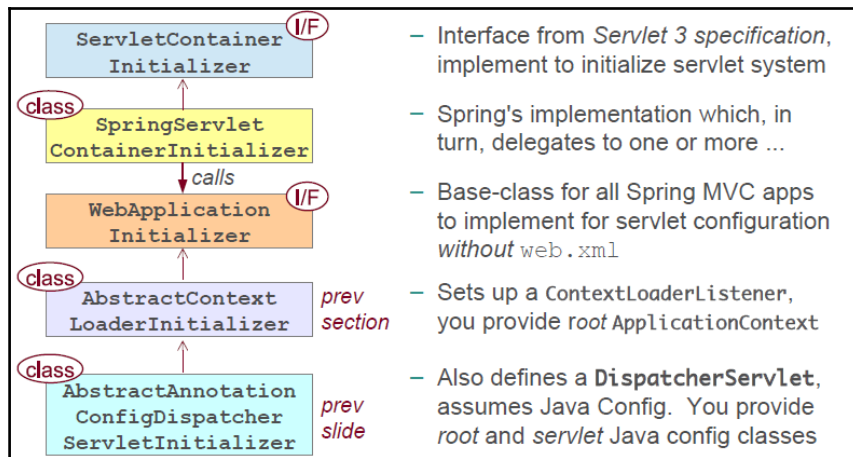 I/F
ServletContainer
Initializer
– Interface from Servlet 3 specification,
implement to initialize servlet system
class
SpringServlet
ContainerInitializer
– Spring's implementation which, in
turn, delegates to one or more ...
calls
I/F
WebApplication
Initializer
– Base-class for all Spring MVC apps
to implement for servlet configuration
without web.xml
class
AbstractContext
LoaderInitializer
prev
section
– Sets up a ContextLoaderListener,
you provide root ApplicationContext
class
AbstractAnnotation
ConfigDispatcher
ServletInitializer
prev
slide
– Also defines a DispatcherServlet,
assumes Java Config. You provide
root and servlet Java config classes